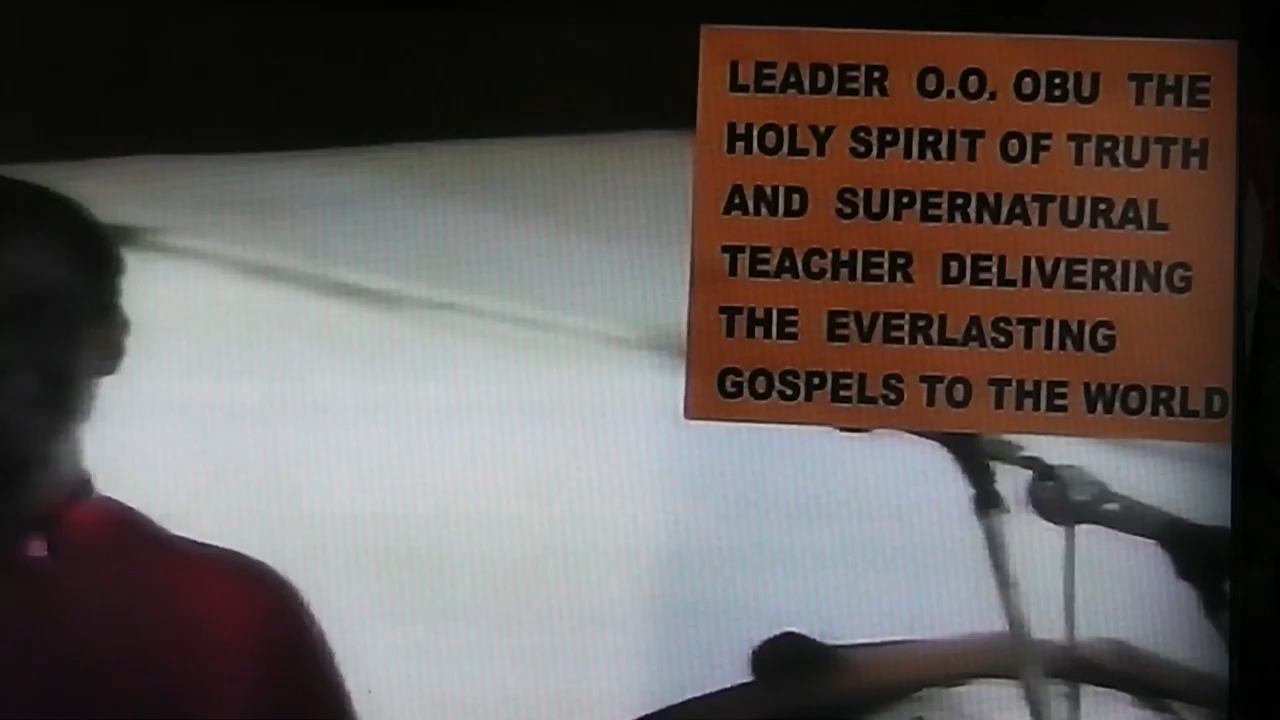 LEADER O.O. OBU THE
HOLY SPIRIT OF TRUTH
AND SUPERNATURAL
TEACHER DELIVERING
THE EVERLASTING
GOSPELS TO THE WORLD